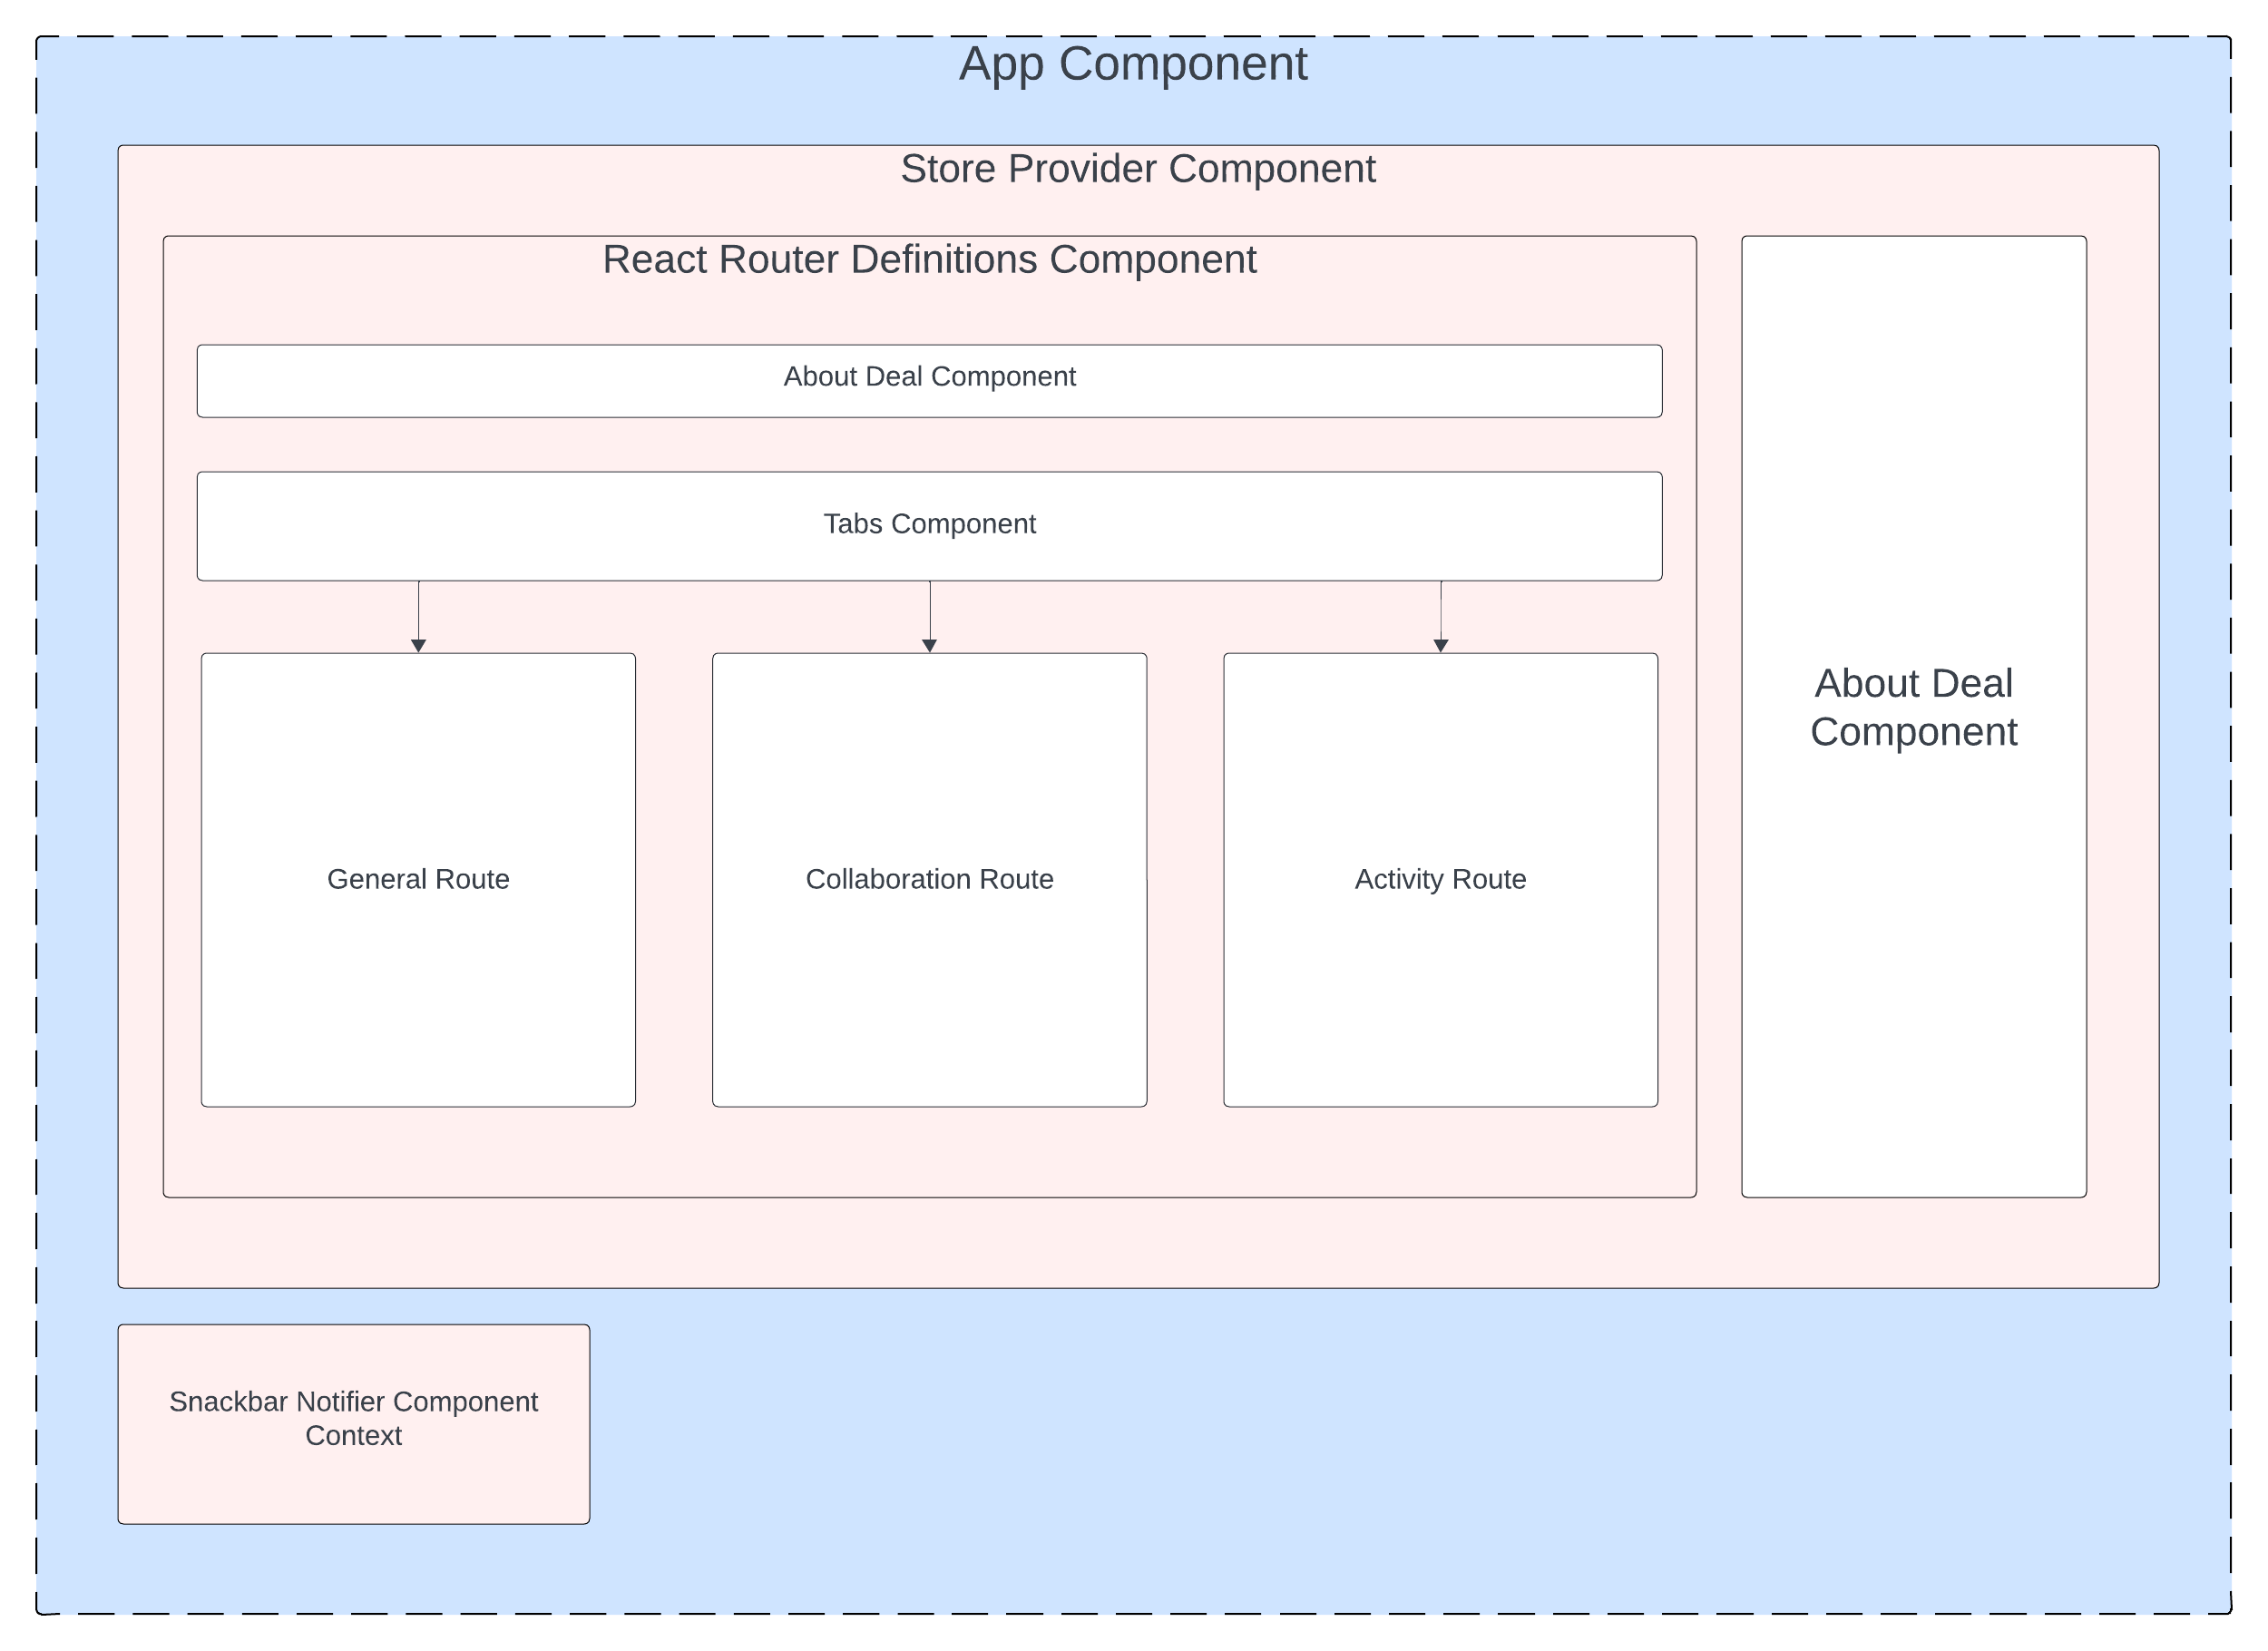 App Component
Store Provider Component
React Router Definitions Component
About Deal Component
Tabs Component
General Route
Collaboration Route
Activity Route
About Deal
Component
Snackbar Notifier Component
Context